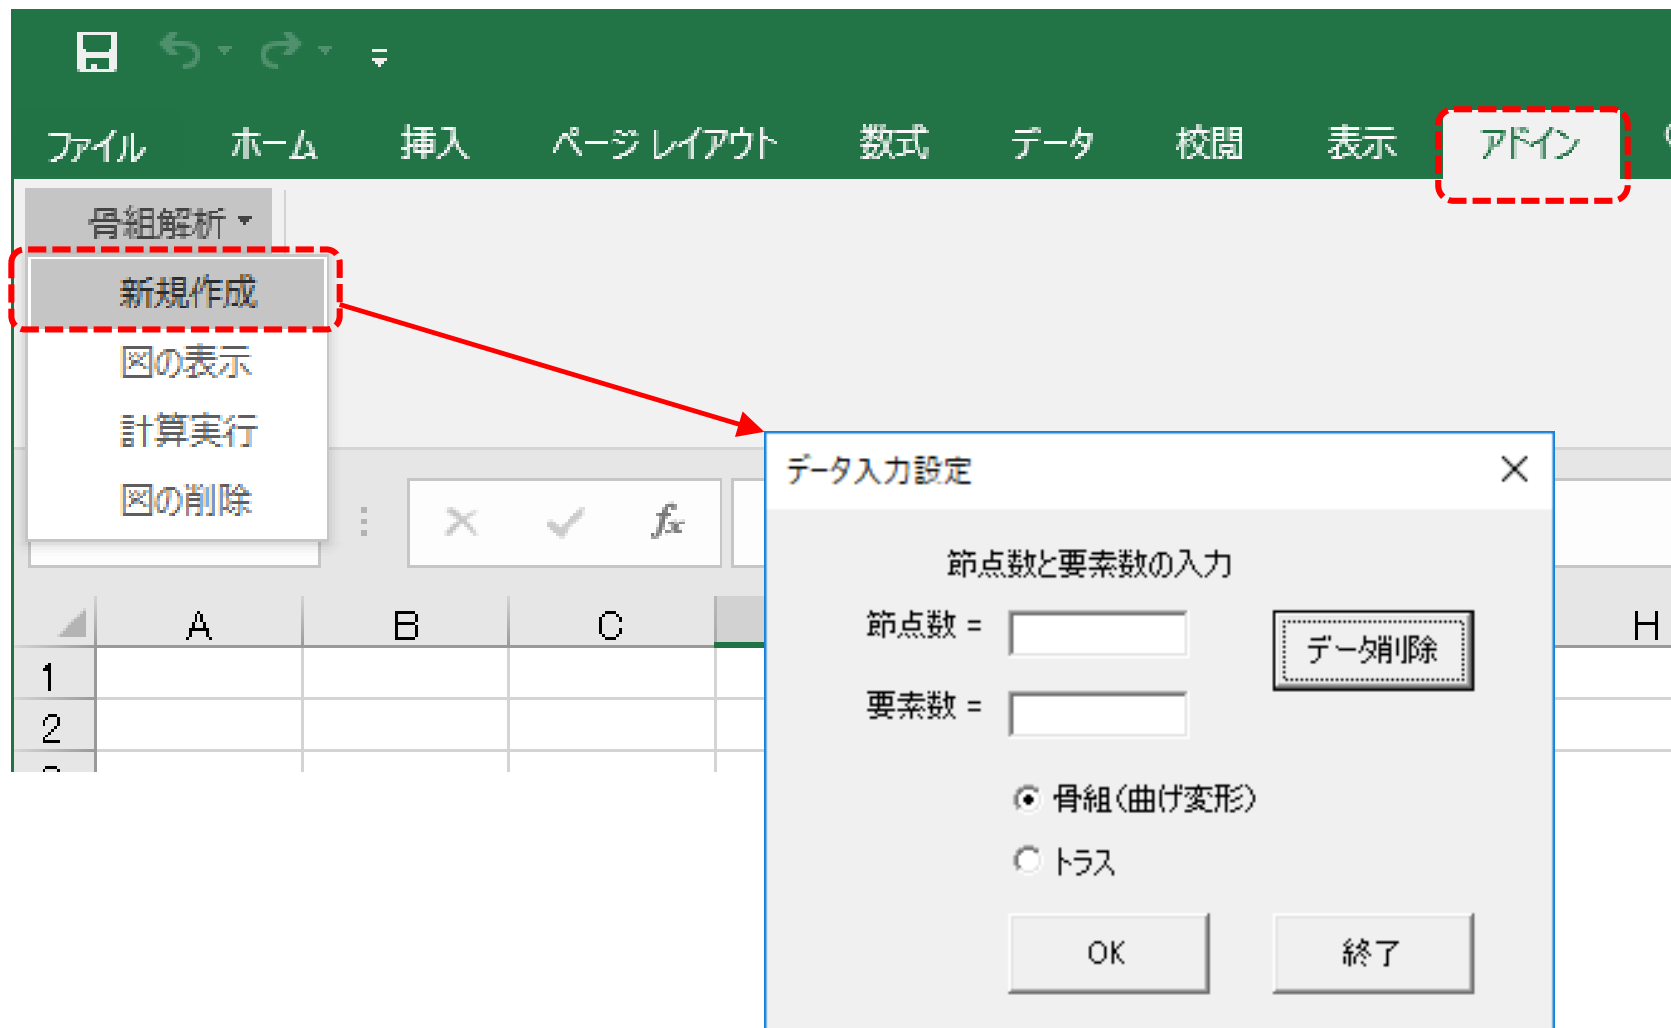 ファイル ホーム 挿入 ページ レイアウト 数式 データ 校閲 表示 アドイン
骨組解析
新規作成
図の表示
計算実行
図の削除
fx
A B C H
1
2
データ入力設定
節点数と要素数の入力
節点数 =
データ削除
要素数 =
骨組(曲げ変形)
トラス
OK 終了